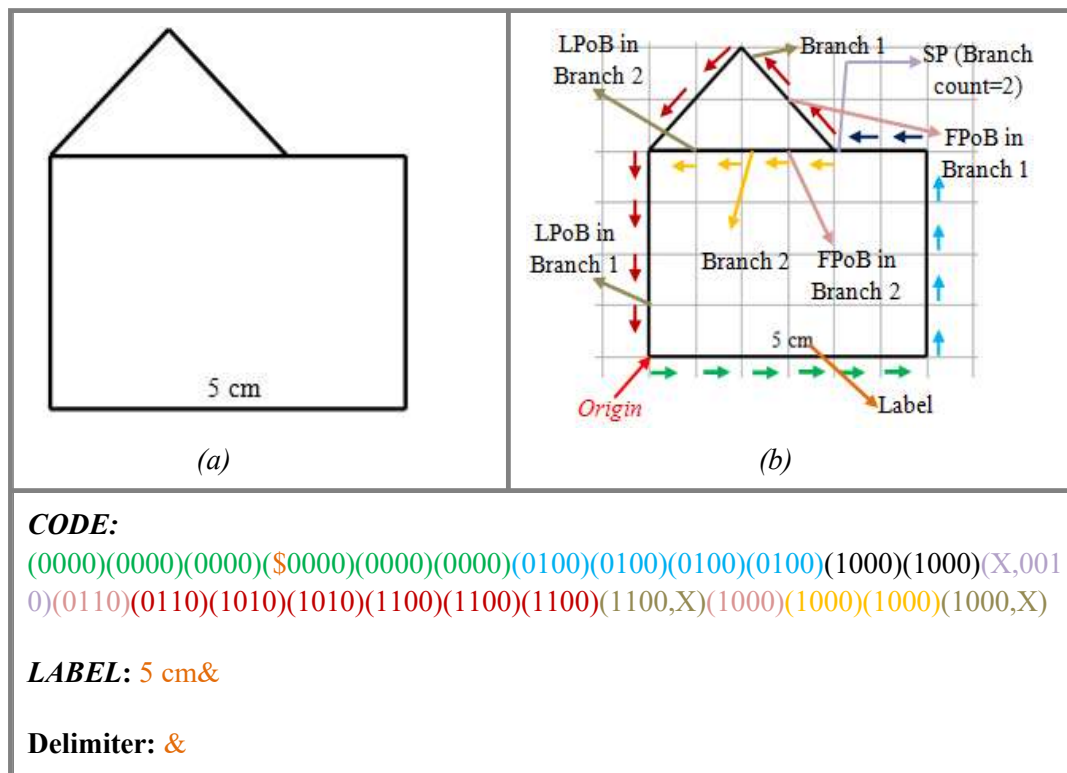 5 cm
(a)
LPoB in
Branch 2
Branch 1
SP (Branch
count=2)
FPoB in
Branch 1
LPoB in
Branch 1
Branch 2
FPoB in
Branch 2
5 cm
Origin
Label
(b)
CODE:
(0000)(0000)(0000)($0000)(0000)(0000)(0100)(0100)(0100)(0100)(1000)(1000)(X,001
0)(0110)(0110)(1010)(1010)(1100)(1100)(1100)(1100,X)(1000)(1000)(1000)(1000,X)
LABEL: 5 cm&
Delimiter: &